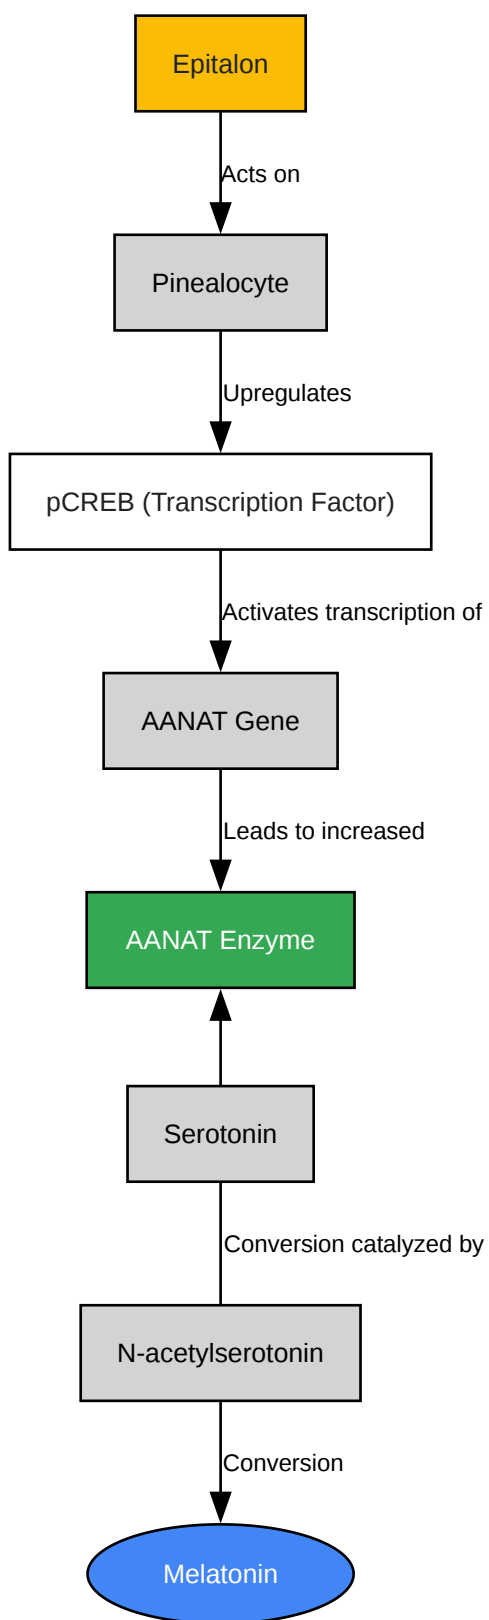 Epitalon
Acts on
Pinealocyte
Upregulates
pCREB (Transcription Factor)
Activates transcription of
AANAT Gene
Leads to increased
AANAT Enzyme
Serotonin
Conversion catalyzed by
N-acetylserotonin
Conversion
Melatonin